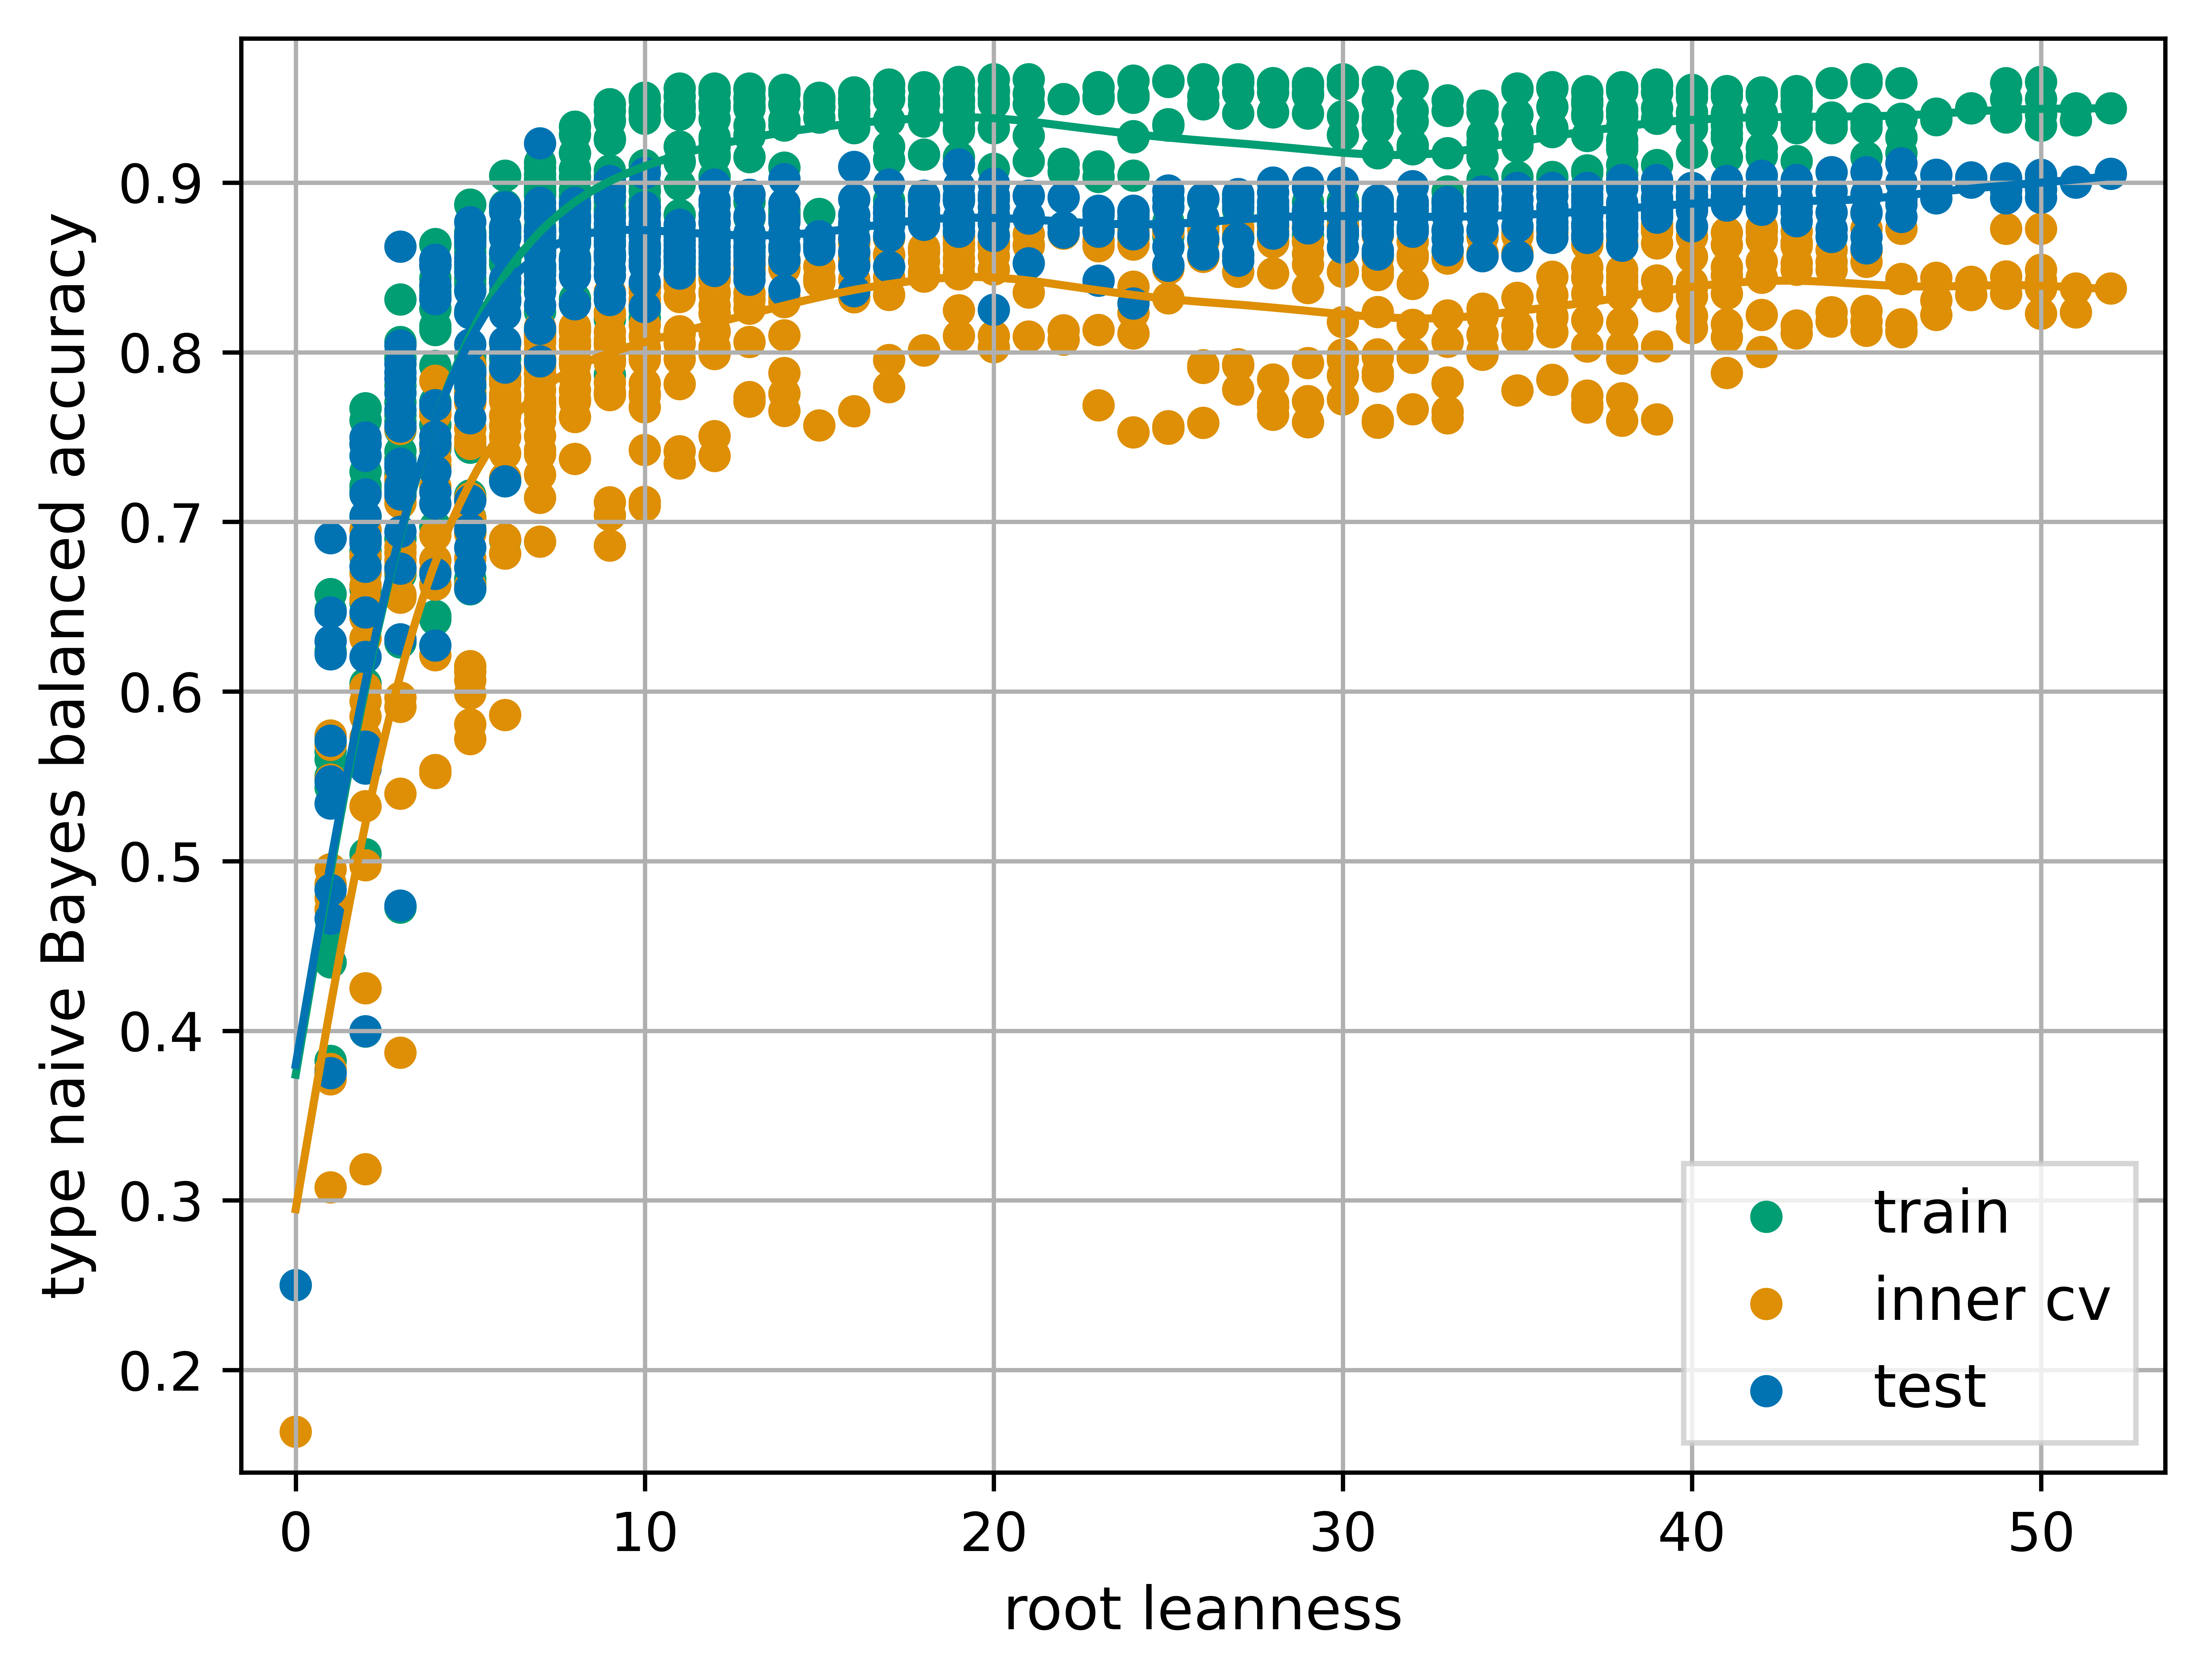 type naive Bayes balanced accuracy
0.9
0.8
0.7
0.6
0.5
0.4
0.3
0.2
train
inner cv
test
0 10 20 30 40 50
root leanness